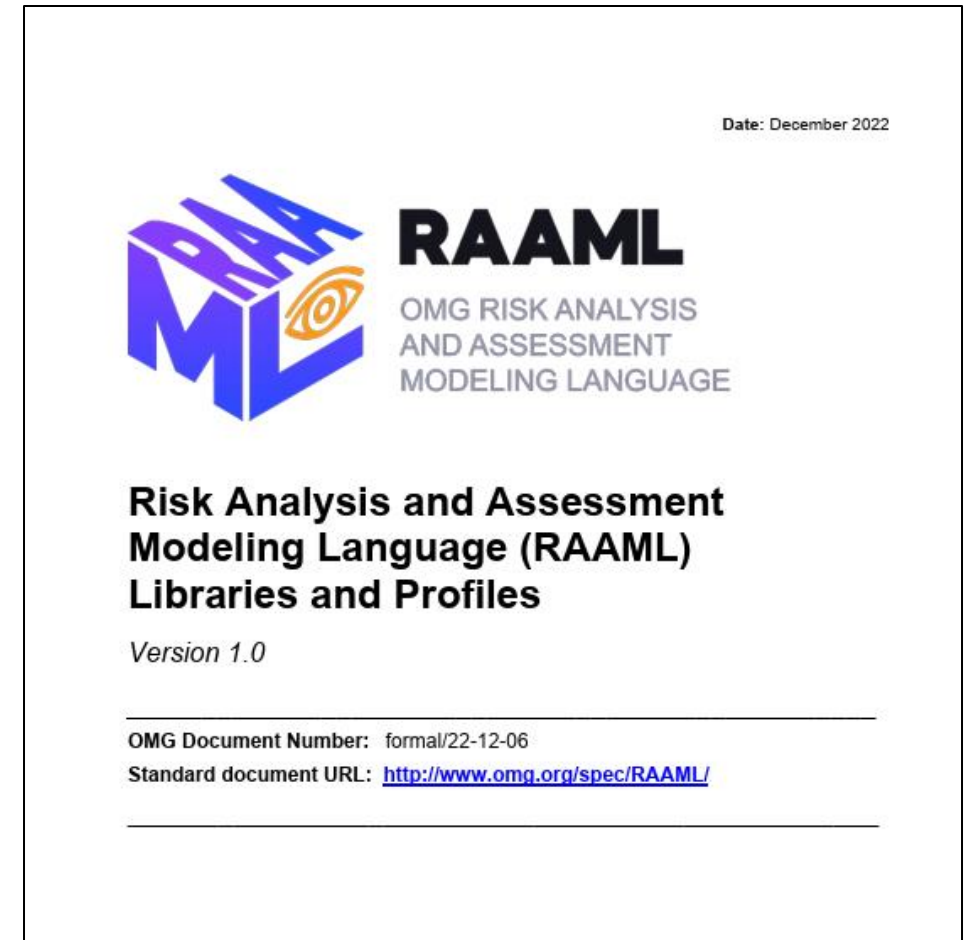 Date: December 2022
RAA
ML
RAAML
OMG RISK ANALYSIS
AND ASSESSMENT
MODELING LANGUAGE
Risk Analysis and Assessment
Modeling Language (RAAML)
Libraries and Profiles
Version 1.0
OMG Document Number: formal/22-12-06
Standard document URL: http://www.omg.org/spec/RAAML/